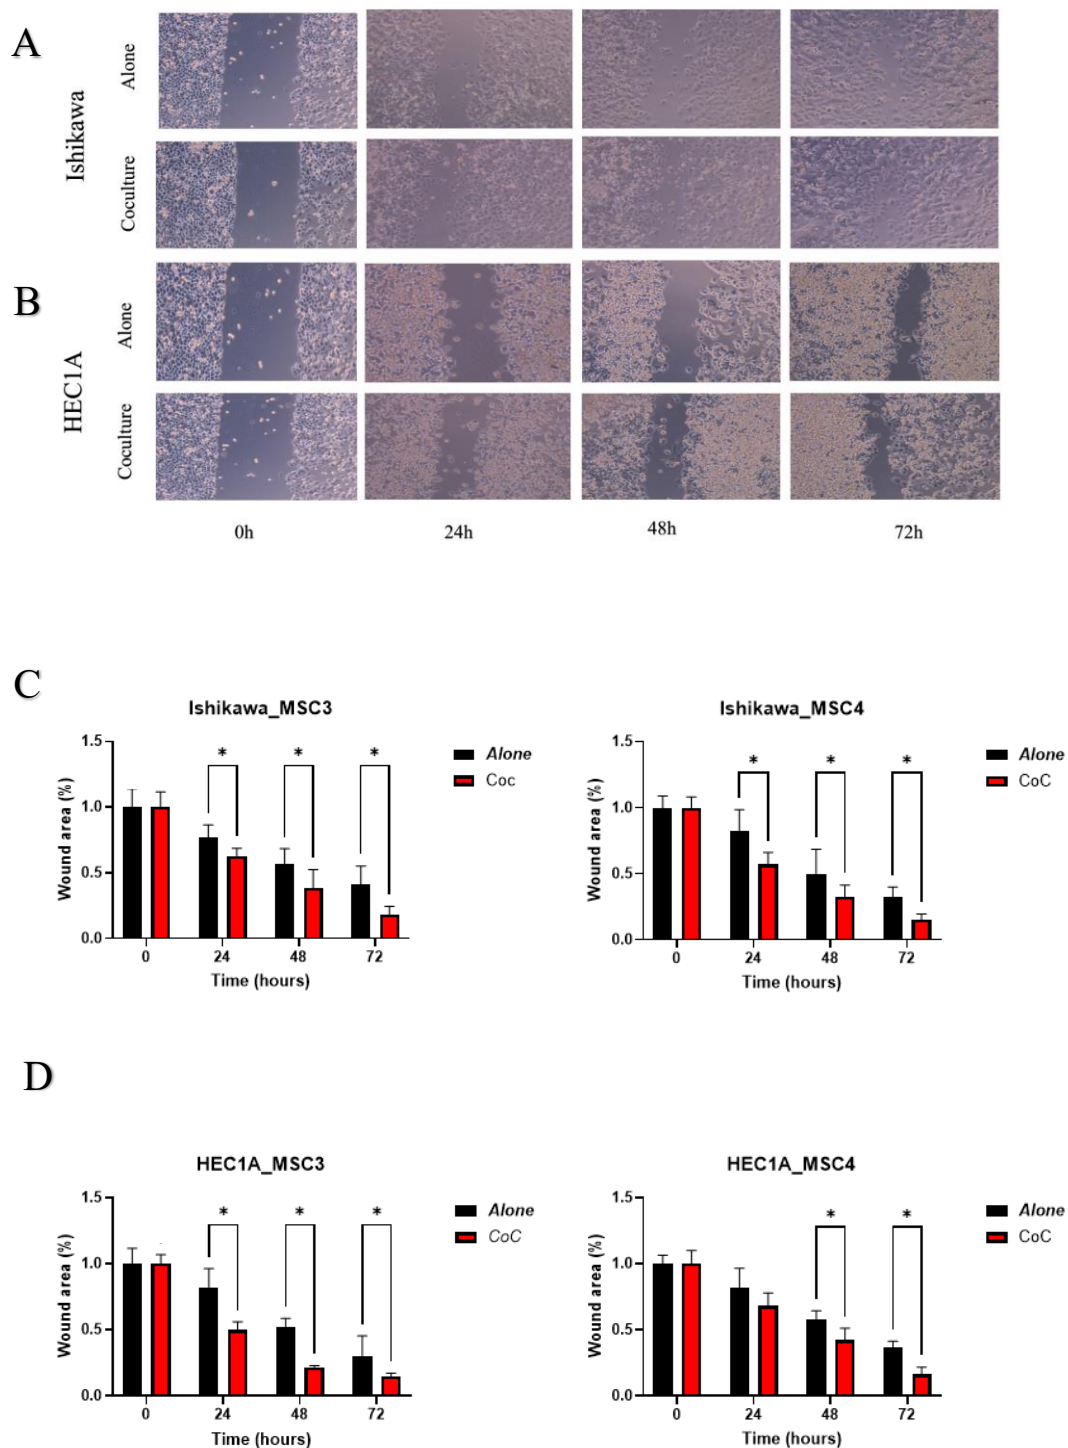 A
Ishikawa
Alone
Coculture
B
HEC1A
Alone
Coculture
0h
24h
48h
72h
C
Ishikawa_MSC3
Wound area (%)
1.5
1.0
0.5
0.0
* * *
0 24 48 72
Time (hours)
Alone
Coc
Ishikawa_MSC4
Wound area (%)
1.5
1.0
0.5
0.0
* * *
0 24 48 72
Time (hours)
Alone
CoC
D
HEC1A_MSC3
Wound area (%)
1.5
1.0
0.5
0.0
* * *
0 24 48 72
Time (hours)
Alone
CoC
HEC1A_MSC4
Wound area (%)
1.5
1.0
0.5
0.0
* *
0 24 48 72
Time (hours)
Alone
CoC